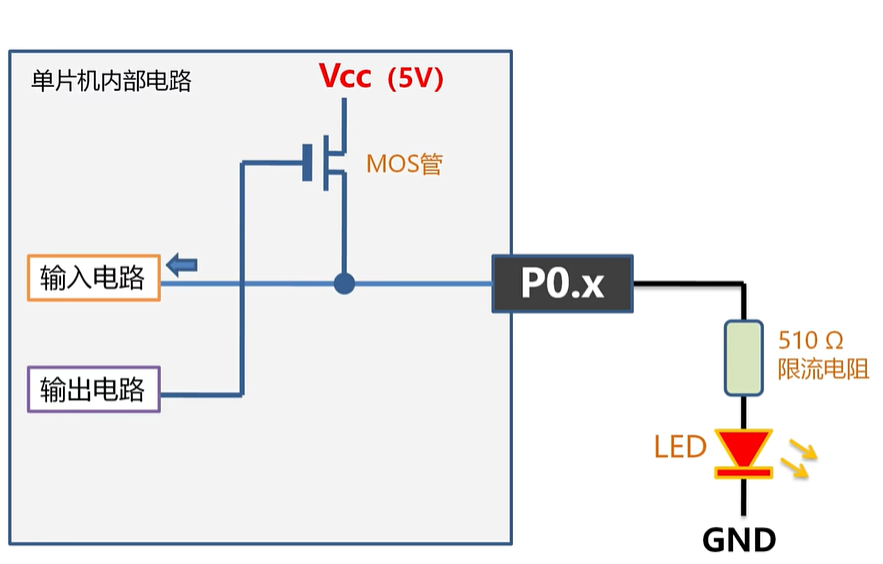 单片机内部电路
Vcc（5V）
MOS管
输入电路
P0.x
510 Ω
限流电阻
输出电路
LED
GND